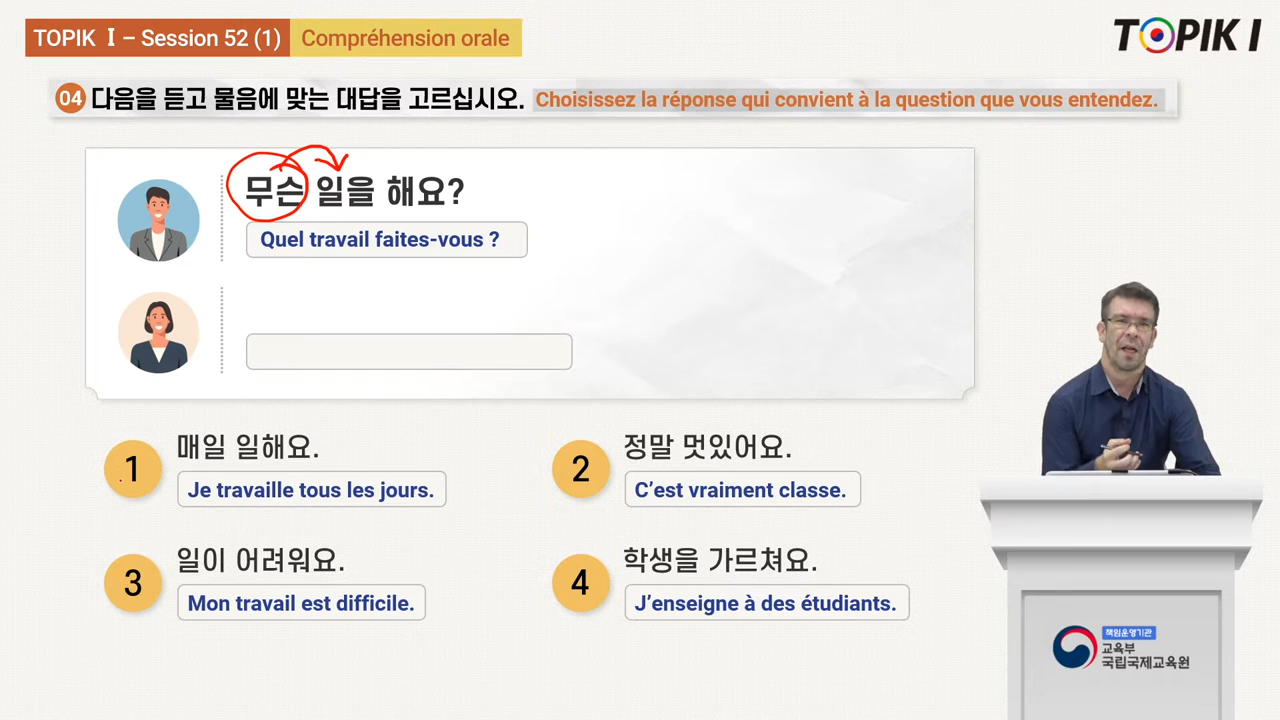 TOPIK I – Session 52 (1) Compréhension orale
TOPIK I
04 다음을 듣고 물음에 맞는 대답을 고르십시오. Choisissez la réponse qui convient à la question que vous entendez.
무슨 일을 해요?
Quel travail faites-vous ?
1 매일 일해요.
Je travaille tous les jours.
2 정말 멋있어요.
C'est vraiment classe.
3 일이 어려워요.
Mon travail est difficile.
4 학생을 가르쳐요.
J'enseigne à des étudiants.
책임운영기관
교육부
국립국제교육원